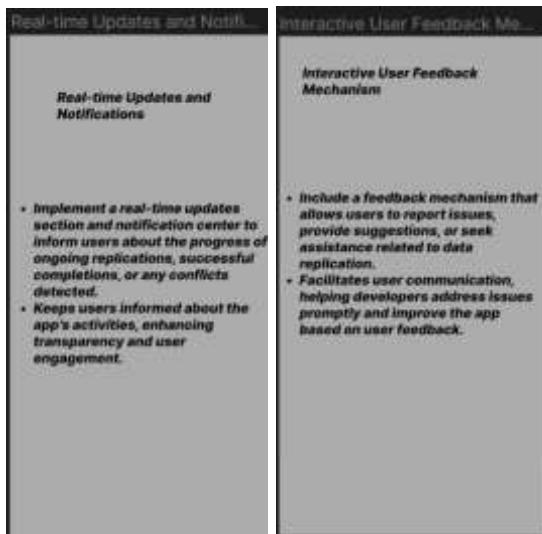 Real-time Updates and Notifi...
Real-time Updates and
Notifications
• Implement a real-time updates
section and notification center to
inform users about the progress of
ongoing replications, successful
completions, or any conflicts
detected.
• Keeps users informed about the
app's activities, enhancing
transparency and user
engagement.
Interactive User Feedback Me...
Interactive User Feedback
Mechanism
• Include a feedback mechanism that
allows users to report issues,
provide suggestions, or seek
assistance related to data
replication.
• Facilitates user communication,
helping developers address issues
promptly and improve the app
based on user feedback.